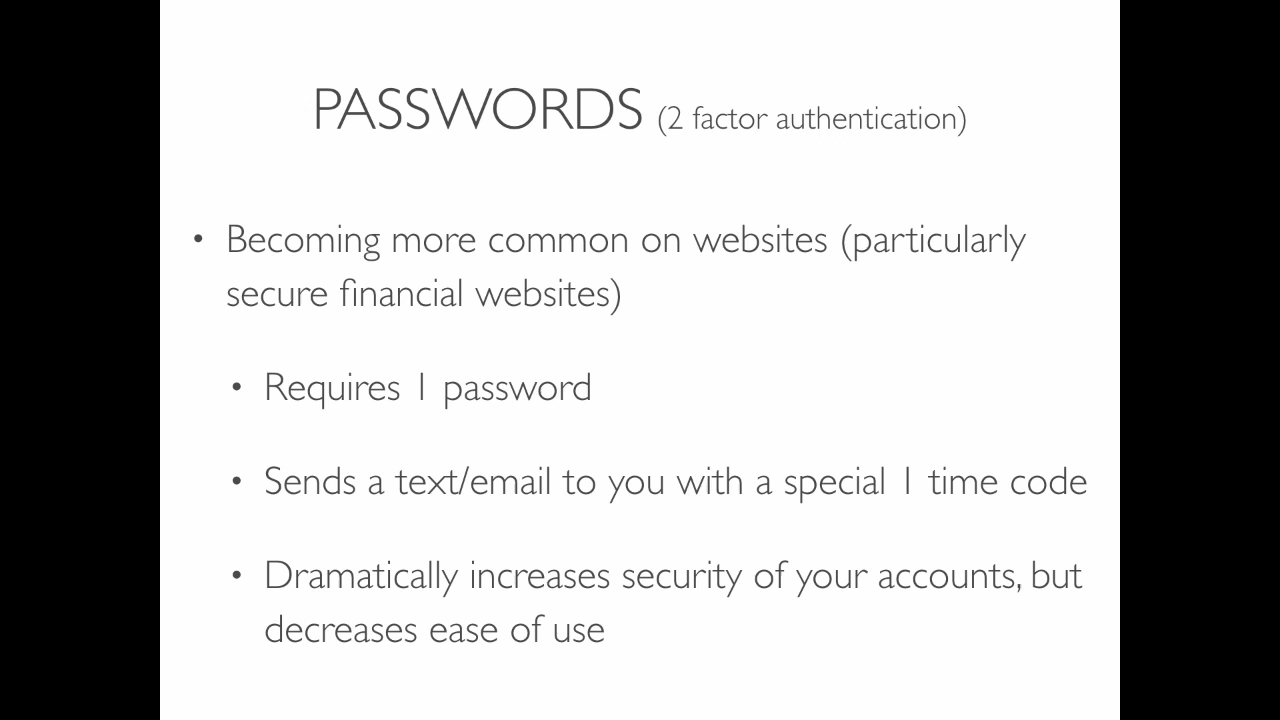 PASSWORDS (2 factor authentication)
• Becoming more common on websites (particularly
secure financial websites)
• Requires 1 password
• Sends a text/email to you with a special 1 time code
• Dramatically increases security of your accounts, but
decreases ease of use